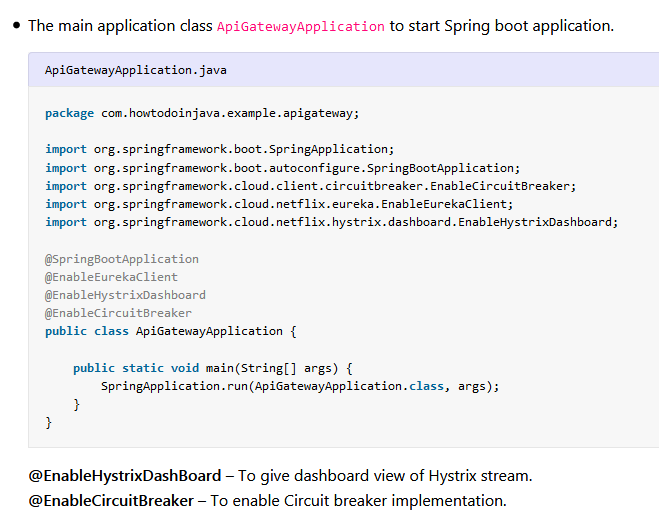 • The main application class ApiGatewayApplication to start Spring boot application.
ApiGatewayApplication.java
package com.howtodoinjava.example.apigateway;
import org.springframework.boot.SpringApplication;
import org.springframework.boot.autoconfigure.SpringBootApplication;
import org.springframework.cloud.client.circuitbreaker.EnableCircuitBreaker;
import org.springframework.cloud.netflix.eureka.EnableEurekaClient;
import org.springframework.cloud.netflix.hystrix.dashboard.EnableHystrixDashboard;
@SpringBootApplication
@EnableEurekaClient
@EnableHystrixDashboard
@EnableCircuitBreaker
public class ApiGatewayApplication {
    public static void main(String[] args) {
        SpringApplication.run(ApiGatewayApplication.class, args);
    }
}
@EnableHystrixDashBoard – To give dashboard view of Hystrix stream.
@EnableCircuitBreaker – To enable Circuit breaker implementation.